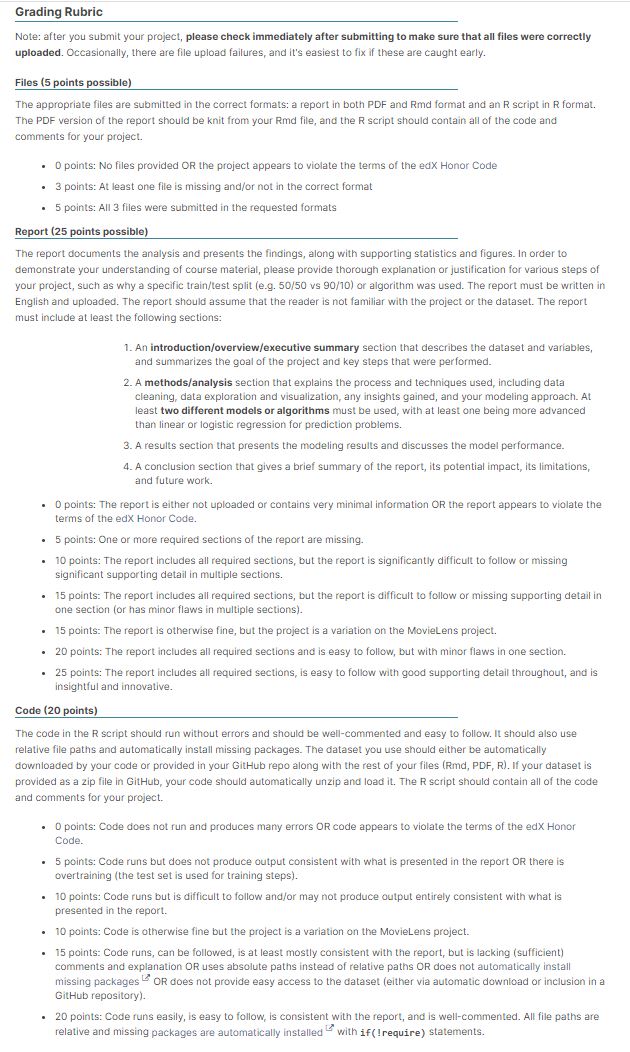 Grading Rubric
Note: after you submit your project, please check immediately after submitting to make sure that all files were correctly
uploaded. Occasionally, there are file upload failures, and it's easiest to fix if these are caught early.
Files (5 points possible)
The appropriate files are submitted in the correct formats: a report in both PDF and Rmd format and an R script in R format.
The PDF version of the report should be knit from your Rmd file, and the R script should contain all of the code and
comments for your project.
• 0 points: No files provided OR the project appears to violate the terms of the edX Honor Code
• 3 points: At least one file is missing and/or not in the correct format
• 5 points: All 3 files were submitted in the requested formats
Report (25 points possible)
The report documents the analysis and presents the findings, along with supporting statistics and figures. In order to
demonstrate your understanding of course material, please provide thorough explanation or justification for various steps of
your project, such as why a specific train/test split (e.g. 50/50 vs 90/10) or algorithm was used. The report must be written in
English and uploaded. The report should assume that the reader is not familiar with the project or the dataset. The report
must include at least the following sections:
1. An introduction/overview/executive summary section that describes the dataset and variables,
and summarizes the goal of the project and key steps that were performed.
2. A methods/analysis section that explains the process and techniques used, including data
cleaning, data exploration and visualization, any insights gained, and your modeling approach. At
least two different models or algorithms must be used, with at least one being more advanced
than linear or logistic regression for prediction problems.
3. A results section that presents the modeling results and discusses the model performance.
4. A conclusion section that gives a brief summary of the report, its potential impact, its limitations,
and future work.
• 0 points: The report is either not uploaded or contains very minimal information OR the report appears to violate the
terms of the edX Honor Code.
• 5 points: One or more required sections of the report are missing.
• 10 points: The report includes all required sections, but the report is significantly difficult to follow or missing
significant supporting detail in multiple sections.
• 15 points: The report includes all required sections, but the report is difficult to follow or missing supporting detail in
one section (or has minor flaws in multiple sections).
• 15 points: The report is otherwise fine, but the project is a variation on the MovieLens project.
• 20 points: The report includes all required sections and is easy to follow, but with minor flaws in one section.
• 25 points: The report includes all required sections, is easy to follow with good supporting detail throughout, and is
insightful and innovative.
Code (20 points)
The code in the R script should run without errors and should be well-commented and easy to follow. It should also use
relative file paths and automatically install missing packages. The dataset you use should either be automatically
downloaded by your code or provided in your GitHub repo along with the rest of your files (Rmd, PDF, R). If your dataset is
provided as a zip file in GitHub, your code should automatically unzip and load it. The R script should contain all of the code
and comments for your project.
• 0 points: Code does not run and produces many errors OR code appears to violate the terms of the edX Honor
Code.
• 5 points: Code runs but does not produce output consistent with what is presented in the report OR there is
overtraining (the test set is used for training steps).
• 10 points: Code runs but is difficult to follow and/or may not produce output entirely consistent with what is
presented in the report.
• 10 points: Code is otherwise fine but the project is a variation on the MovieLens project.
• 15 points: Code runs, can be followed, is at least mostly consistent with the report, but is lacking (sufficient)
comments and explanation OR uses absolute paths instead of relative paths OR does not automatically install
missing packages OR does not provide easy access to the dataset (either via automatic download or inclusion in a
GitHub repository).
• 20 points: Code runs easily, is easy to follow, is consistent with the report, and is well-commented. All file paths are
relative and missing packages are automatically installed with if(!require) statements.